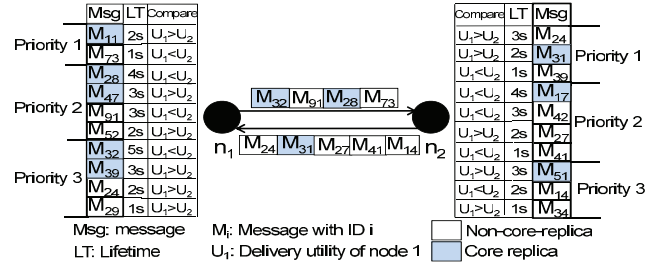 Msg LT Compare
Priority 1
M₁₁ 2s U₁>U₂
M₇₃ 1s U₁<U₂
Priority 2
M₂₈ 4s U₁<U₂
M₄₇ 3s U₁>U₂
M₉₁ 3s U₁<U₂
M₅₂ 2s U₁>U₂
Priority 3
M₃₂ 5s U₁<U₂
M₃₉ 3s U₁>U₂
M₂₄ 2s U₁>U₂
M₂₉ 1s U₁>U₂
M₃₂ M₉₁ M₂₈ M₇₃
n₁ n₂
M₂₄ M₃₁ M₂₇ M₄₁ M₁₄
Compare LT Msg
U₁>U₂ 3s M₂₄
U₁>U₂ 2s M₃₁
U₁<U₂ 1s M₃₉
Priority 1
U₁<U₂ 4s M₁₇
U₁<U₂ 3s M₄₂
U₁>U₂ 2s M₂₇
U₁<U₂ 1s M₄₁
Priority 2
U₁>U₂ 3s M₅₁
U₁<U₂ 2s M₁₄
U₁>U₂ 1s M₃₄
Priority 3
Msg: message
LT: Lifetime
Mᵢ: Message with ID i
U₁: Delivery utility of node 1
Non-core-replica
Core replica